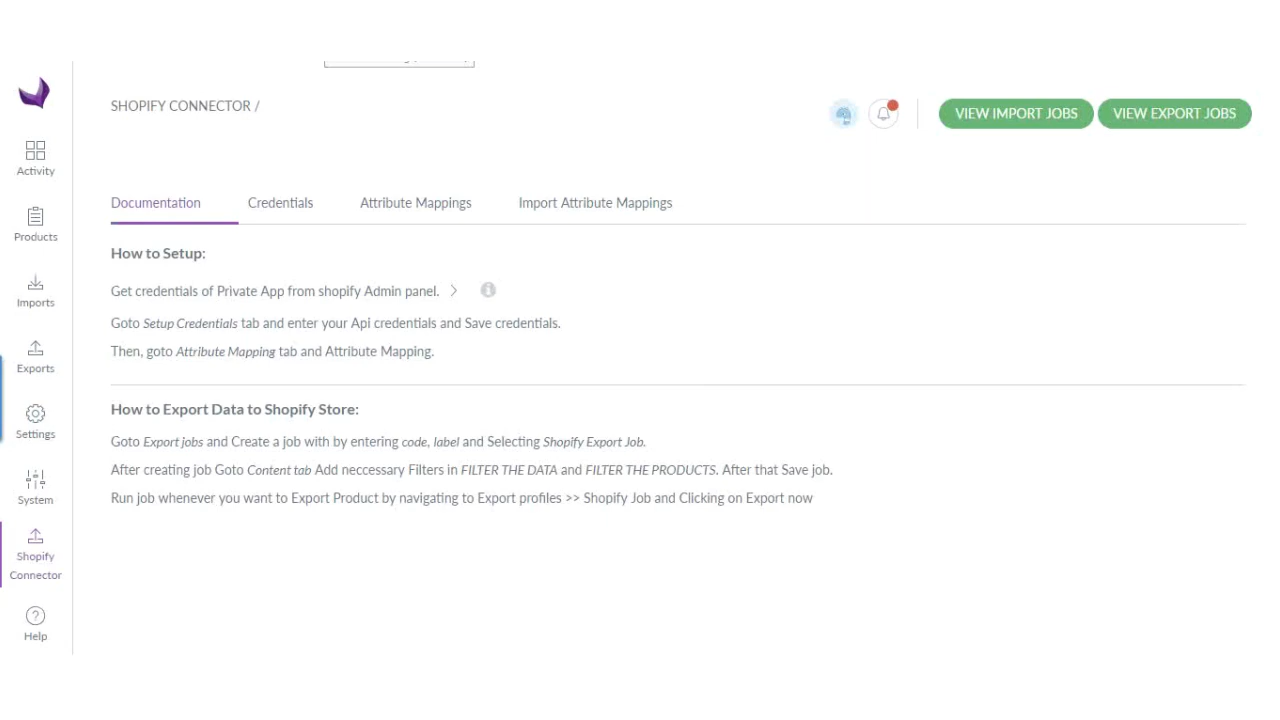 SHOPIFY CONNECTOR /
VIEW IMPORT JOBS
VIEW EXPORT JOBS
Activity
Products
Imports
Exports
Settings
System
Shopify
Connector
Help
Documentation
Credentials
Attribute Mappings
Import Attribute Mappings
How to Setup:
Get credentials of Private App from shopify Admin panel. >
Goto Setup Credentials tab and enter your Api credentials and Save credentials.
Then, goto Attribute Mapping tab and Attribute Mapping.
How to Export Data to Shopify Store:
Goto Export jobs and Create a job with by entering code, label and Selecting Shopify Export Job.
After creating job Goto Content tab Add neccessary Filters in FILTER THE DATA and FILTER THE PRODUCTS. After that Save job.
Run job whenever you want to Export Product by navigating to Export profiles >> Shopify Job and Clicking on Export now